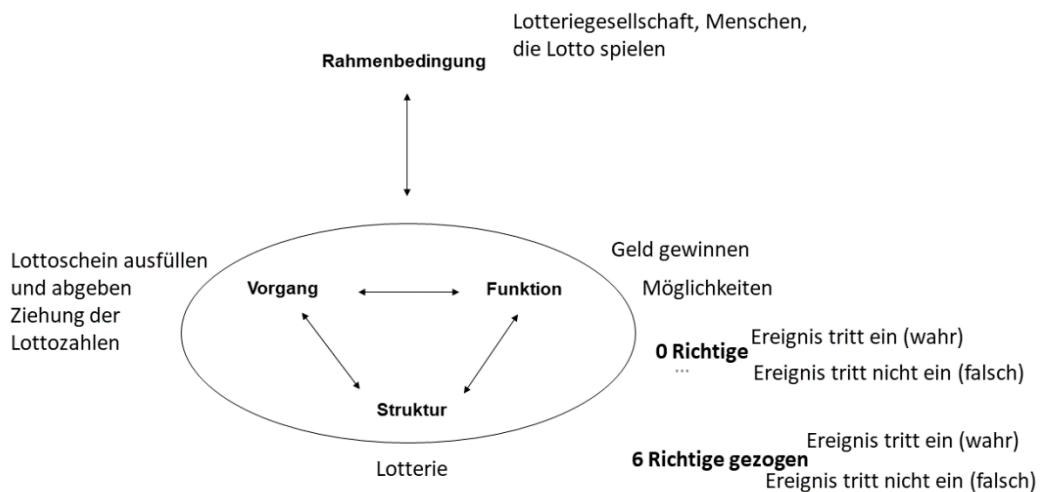 Lotteriegesellschaft, Menschen,
die Lotto spielen
Rahmenbedingung
Lottoschein ausfüllen
und abgeben
Ziehung der
Lottozahlen
Vorgang
Funktion
Struktur
Lotterie
Geld gewinnen
Möglichkeiten
0 Richtige
...
Ereignis tritt ein (wahr)
Ereignis tritt nicht ein (falsch)
6 Richtige gezogen
Ereignis tritt ein (wahr)
Ereignis tritt nicht ein (falsch)